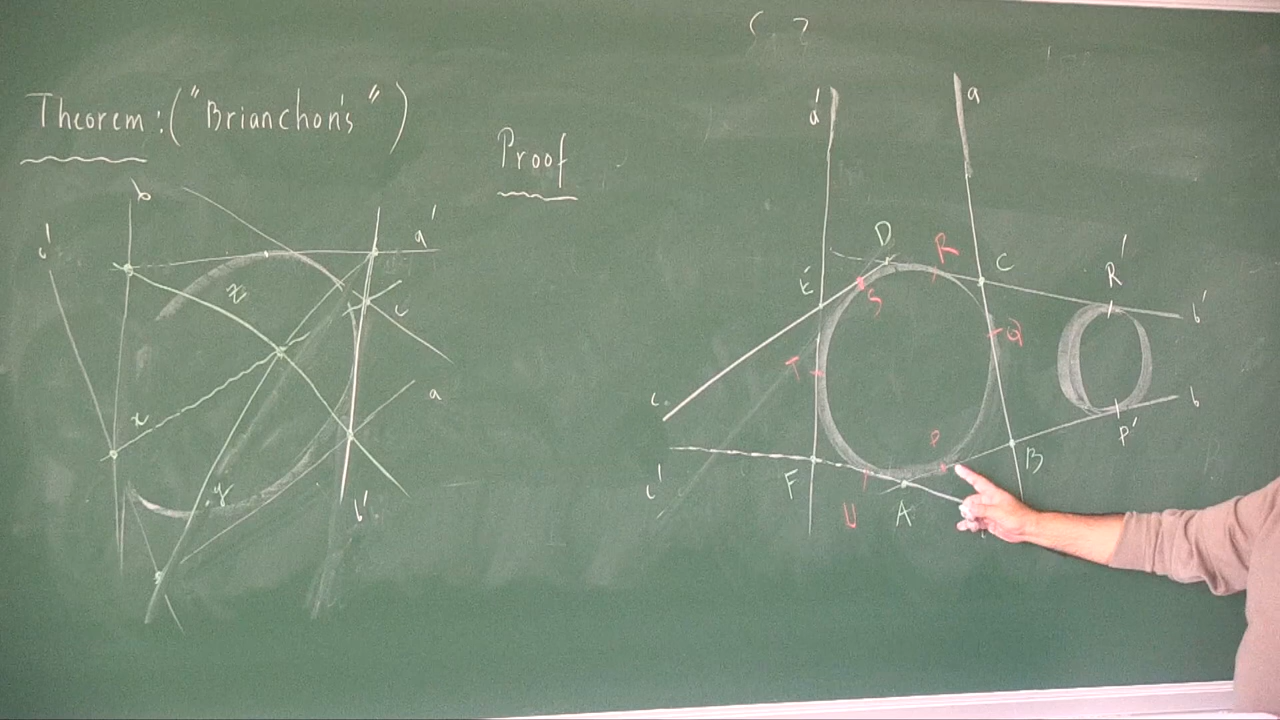 Theorem: ("Brianchon's")
Proof
b
a'
z
c
a
x
y
b'
a'
a
D
R
C
R'
E
S
b'
Q
T
c
b
P
P'
B
F
U
A